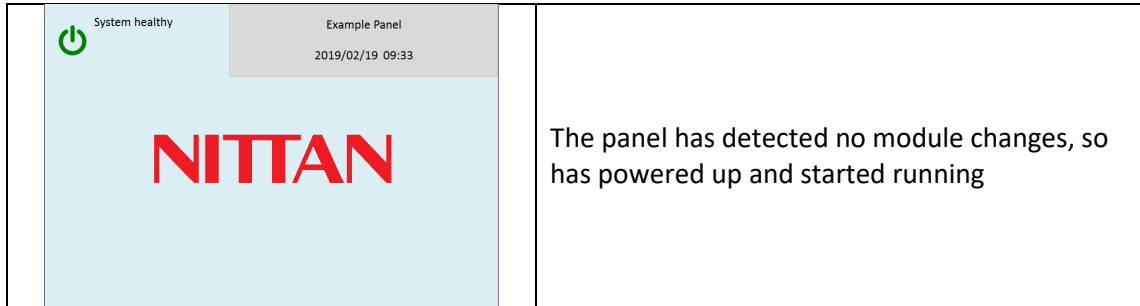 System healthy
Example Panel
2019/02/19 09:33
NITTAN
The panel has detected no module changes, so
has powered up and started running